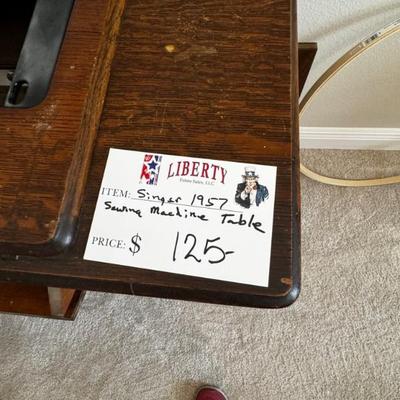 LIBERTY
Estate Sales, LLC
ITEM: Singer 1957
Sewing Machine Table
PRICE: $ 125-